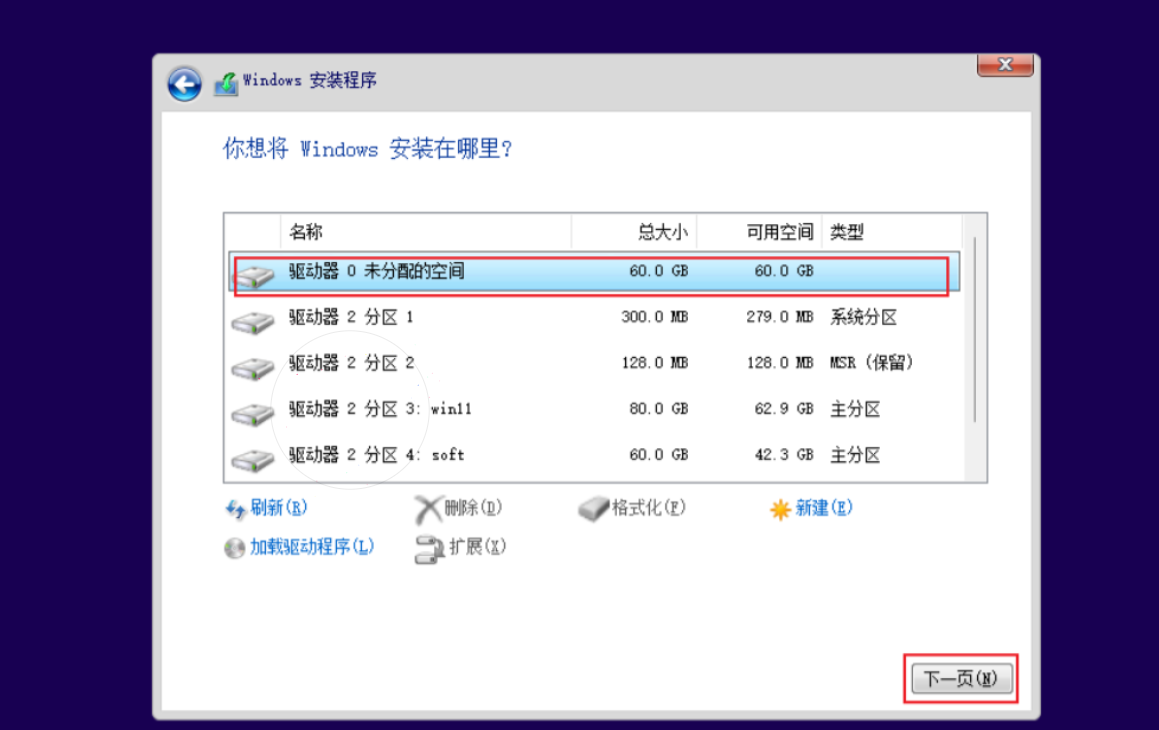 Windows 安装程序
你想将 Windows 安装在哪里?
名称 总大小 可用空间 类型
驱动器 0 未分配的空间 60.0 GB 60.0 GB
驱动器 2 分区 1 300.0 MB 279.0 MB 系统分区
驱动器 2 分区 2 128.0 MB 128.0 MB MSR (保留)
驱动器 2 分区 3: win11 80.0 GB 62.9 GB 主分区
驱动器 2 分区 4: soft 60.0 GB 42.3 GB 主分区
刷新(R) 删除(D) 格式化(F) 新建(E)
加载驱动程序(L) 扩展(X)
下一页(N)